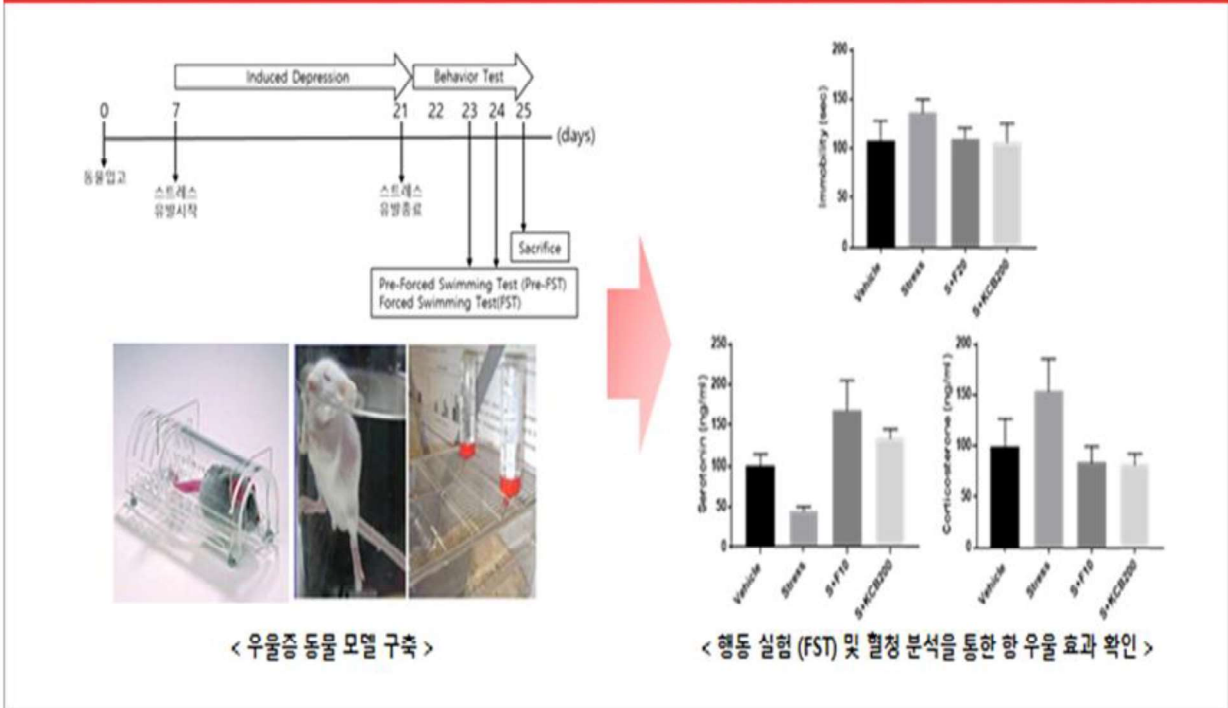 Induced Depression
Behavior Test
0 7 21 22 23 24 25
(days)
동물입고
스트레스
유발시작
스트레스
유발종료
Sacrifice
Pre-Forced Swimming Test (Pre-FST)
Forced Swimming Test(FST)
< 우울증 동물 모델 구축 >
200
150
100
50
0
Immobility (sec)
Vehicle
Stress
S+F20
S+KCB200
250
200
150
100
50
0
Serotonin (ng/ml)
Vehicle
Stress
S+F10
S+KCB200
200
150
100
50
0
Corticosterone (ng/ml)
Vehicle
Stress
S+F10
S+KCB200
< 행동 실험 (FST) 및 혈청 분석을 통한 항 우울 효과 확인 >